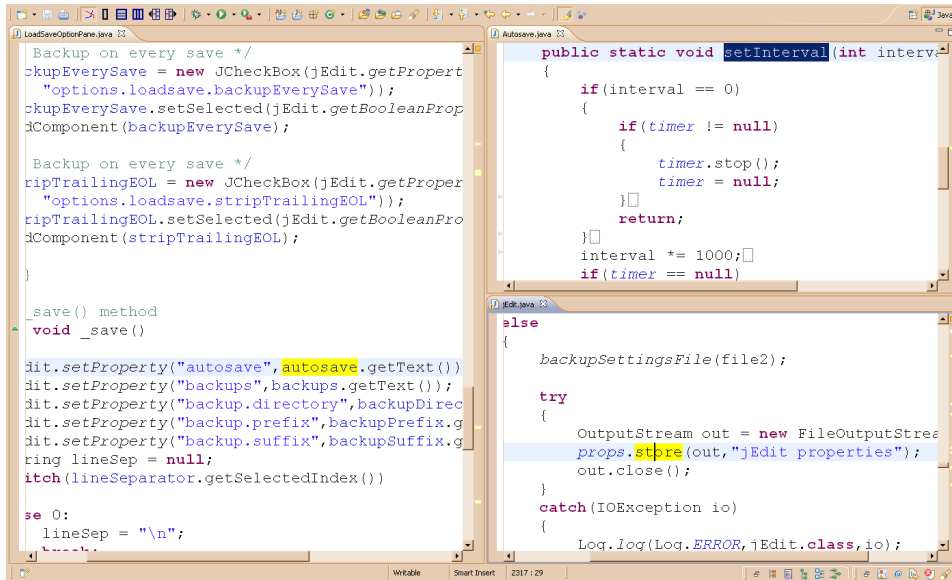 Java
LoadSaveOptionPane.java
Backup on every save */
ckupEverySave = new JCheckBox(jEdit.getPropert
"options.loadsave.backupEverySave"));
ckupEverySave.setSelected(jEdit.getBooleanProp
dComponent(backupEverySave);
Backup on every save */
ripTrailingEOL = new JCheckBox(jEdit.getProper
"options.loadsave.stripTrailingEOL"));
ripTrailingEOL.setSelected(jEdit.getBooleanPro
dComponent(stripTrailingEOL);
}
_save() method
void _save()
dit.setProperty("autosave",autosave.getText())
dit.setProperty("backups",backups.getText());
dit.setProperty("backup.directory",backupDirec
dit.setProperty("backup.prefix",backupPrefix.g
dit.setProperty("backup.suffix",backupSuffix.g
ring lineSep = null;
itch(lineSeparator.getSelectedIndex())
se 0:
lineSep = "\n";
break;
Autosave.java
public static void setInterval(int interva
{
if(interval == 0)
{
if(timer != null)
{
timer.stop();
timer = null;
}
return;
}
interval *= 1000;
if(timer == null)
jEdit.java
else
{
backupSettingsFile(file2);
try
{
OutputStream out = new FileOutputStrea
props.store(out,"jEdit properties");
out.close();
}
catch(IOException io)
{
Log.log(Log.ERROR,jEdit.class,io);
Writable
Smart Insert
2317 : 29